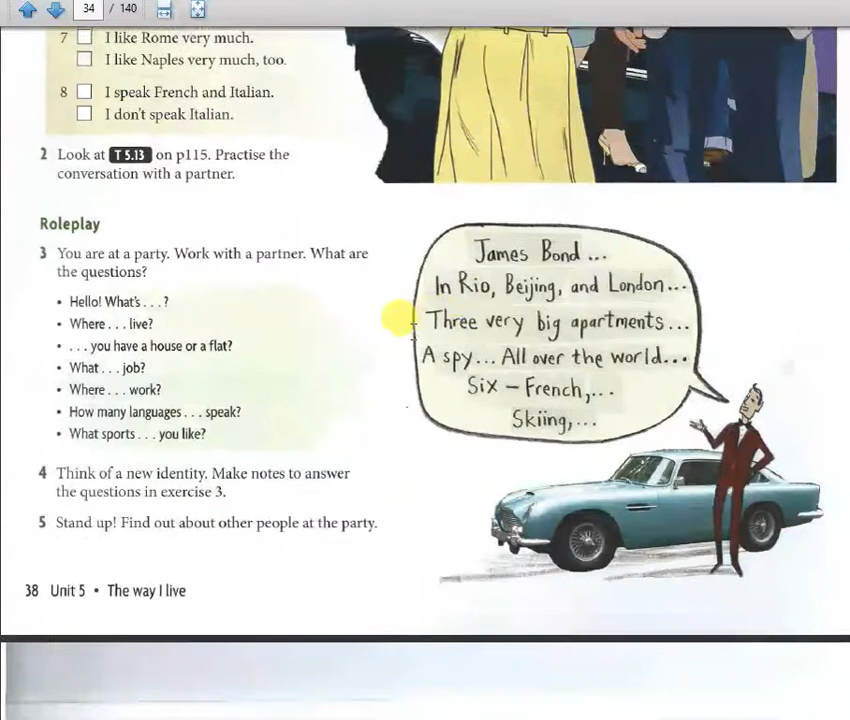 34 / 140
7 I like Rome very much.
I like Naples very much, too.
8 I speak French and Italian.
I don't speak Italian.
2 Look at T 5.13 on p115. Practise the
conversation with a partner.
Roleplay
3 You are at a party. Work with a partner. What are
the questions?
• Hello! What's . . . ?
• Where . . . live?
• . . . you have a house or a flat?
• What . . . job?
• Where . . . work?
• How many languages . . . speak?
• What sports . . . you like?
4 Think of a new identity. Make notes to answer
the questions in exercise 3.
5 Stand up! Find out about other people at the party.
James Bond ...
In Rio, Beijing, and London...
Three very big apartments...
A spy... All over the world...
Six – French,...
Skiing,...
38 Unit 5 • The way I live